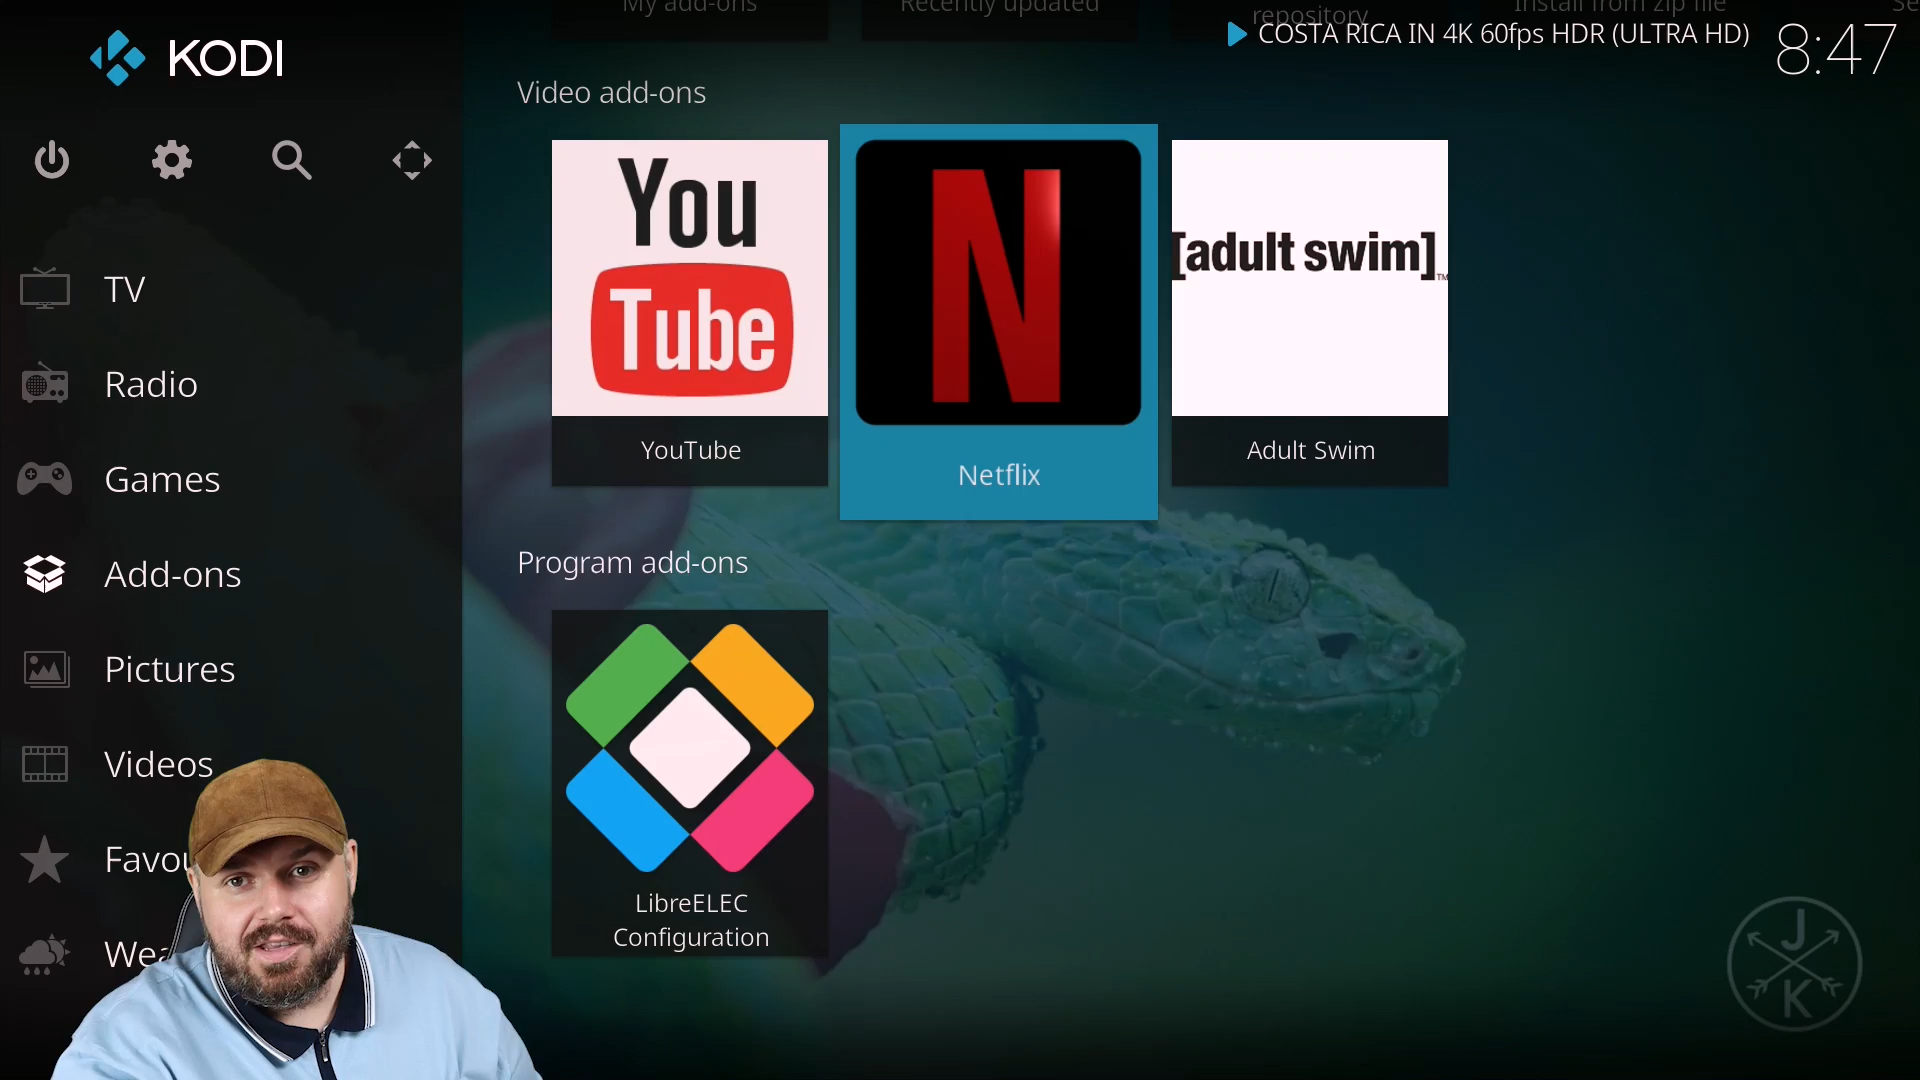 My add-ons
Recently updated
repository
Install from zip file
Se
COSTA RICA IN 4K 60fps HDR (ULTRA HD)
8:47
KODI
Video add-ons
You
Tube
YouTube
N
Netflix
[adult swim]™
Adult Swim
TV
Radio
Games
Add-ons
Pictures
Videos
Favou
Wea
Program add-ons
LibreELEC
Configuration
J
K